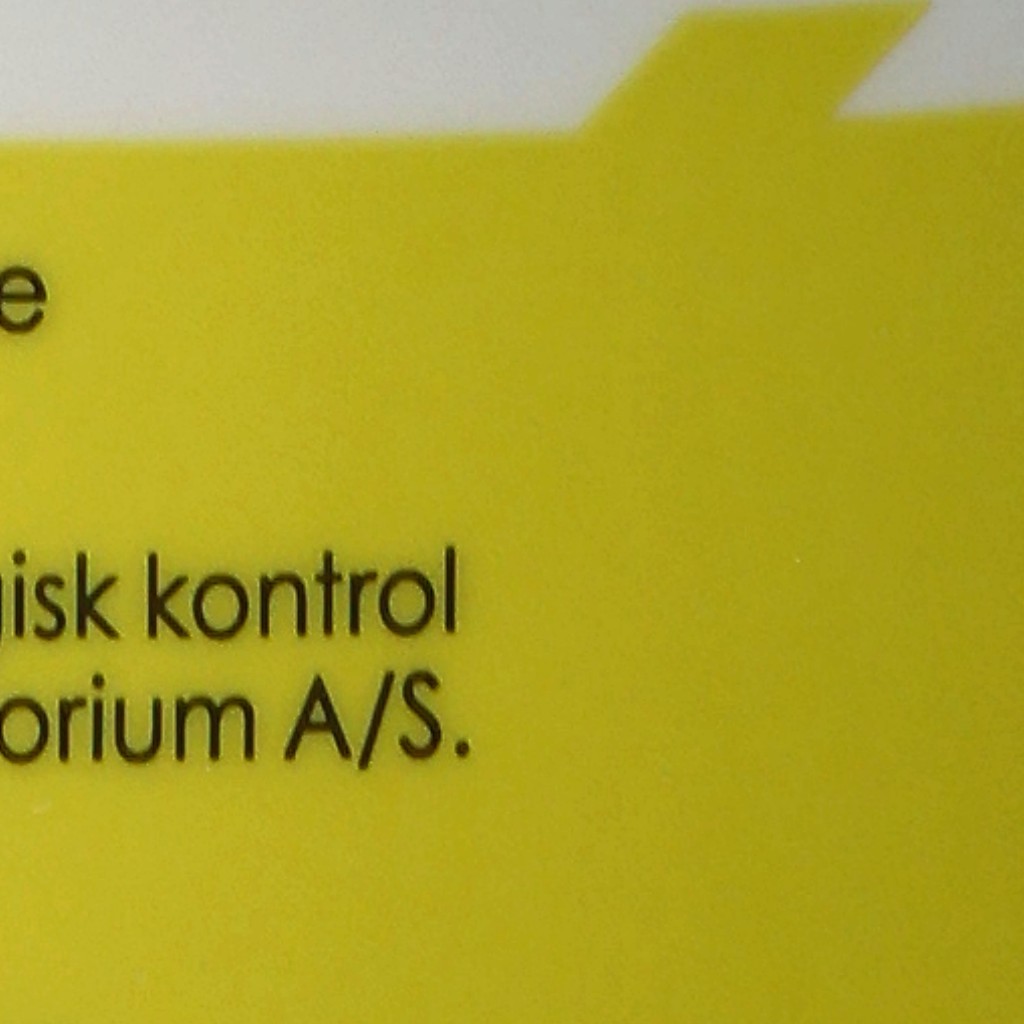 e
gisk kontrol
orium A/S.